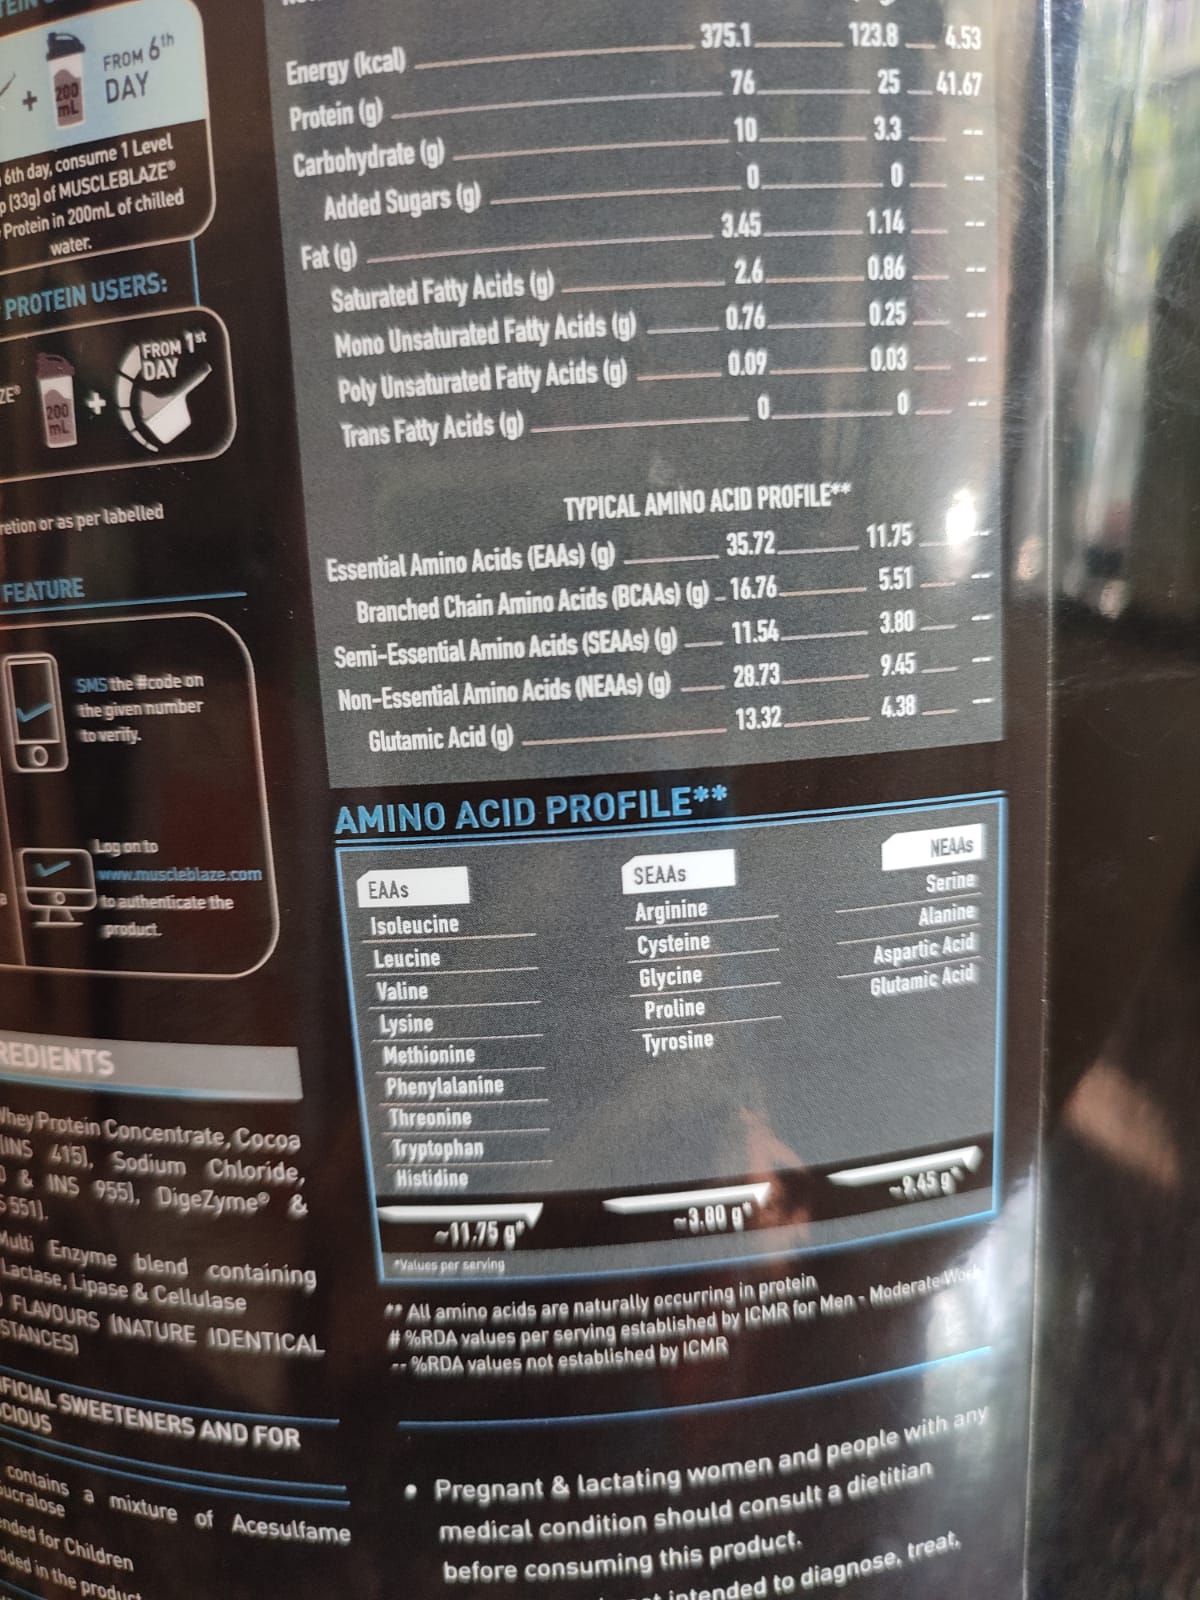 +
200
mL
FROM 6th
DAY
6th day, consume 1 Level
(33g) of MUSCLEBLAZE®
Protein in 200mL of chilled
water.
PROTEIN USERS:
200
mL
+
FROM 1st
DAY
or as per labelled
FEATURE
SMS the #code on
the given number
to verify.
Log on to
www.muscleblaze.com
to authenticate the
product.
Whey Protein Concentrate, Cocoa
(INS 415), Sodium Chloride,
& INS 955), DigeZyme® &
551).
Multi Enzyme blend containing
Lactase, Lipase & Cellulase
FLAVOURS (NATURE IDENTICAL
SWEETENERS AND FOR
contains a mixture of Acesulfame
Sucralose
for Children
in the product
Energy (kcal) 375.1 123.8 4.53
Protein (g) 76 25 41.67
Carbohydrate (g) 10 3.3 --
Added Sugars (g) 0 0 --
Fat (g) 3.45 1.14 --
Saturated Fatty Acids (g) 2.6 0.86 --
Mono Unsaturated Fatty Acids (g) 0.76 0.25 --
Poly Unsaturated Fatty Acids (g) 0.09 0.03 --
Trans Fatty Acids (g) 0 0 --
TYPICAL AMINO ACID PROFILE**
Essential Amino Acids (EAAs) (g) 35.72 11.75 --
Branched Chain Amino Acids (BCAAs) (g) 16.76 5.51 --
Semi-Essential Amino Acids (SEAAs) (g) 11.54 3.80 --
Non-Essential Amino Acids (NEAAs) (g) 28.73 9.45 --
Glutamic Acid (g) 13.32 4.38 --
AMINO ACID PROFILE**
EAAs
Isoleucine
Leucine
Valine
Lysine
Methionine
Phenylalanine
Threonine
Tryptophan
Histidine
~11.75 g*
SEAAs
Arginine
Cysteine
Glycine
Proline
Tyrosine
~3.80 g*
NEAAs
Serine
Alanine
Aspartic Acid
Glutamic Acid
~9.45 g*
*Values per serving
** All amino acids are naturally occurring in protein
# %RDA values per serving established by ICMR for Men - Moderate Work
-- %RDA values not established by ICMR
• Pregnant & lactating women and people with any
medical condition should consult a dietitian
before consuming this product.
intended to diagnose, treat,